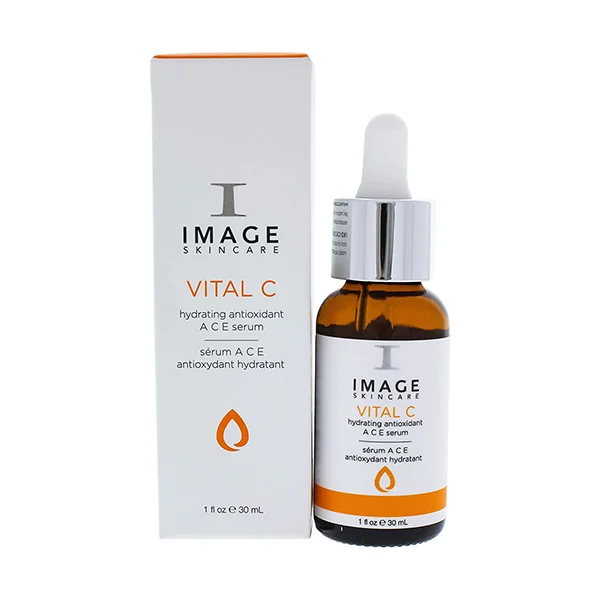 I
IMAGE
SKINCARE
VITAL C
hydrating antioxidant
A C E serum
sérum A C E
antioxydant hydratant
1 fl oz e 30 mL
I
IMAGE
SKINCARE
VITAL C
hydrating antioxidant
A C E serum
sérum A C E
antioxydant hydratant
1 fl oz e 30 mL